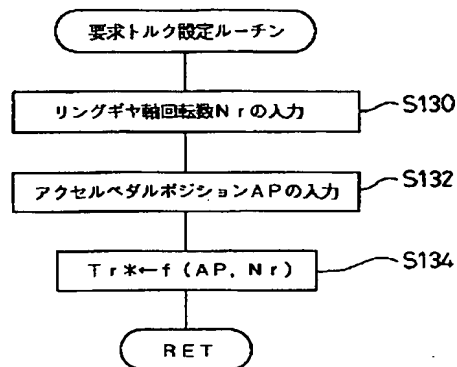 要求トルク設定ルーチン
リングギヤ軸回転数Nrの入力
S130
アクセルペダルポジションAPの入力
S132
Tr*←f(AP, Nr)
S134
RET